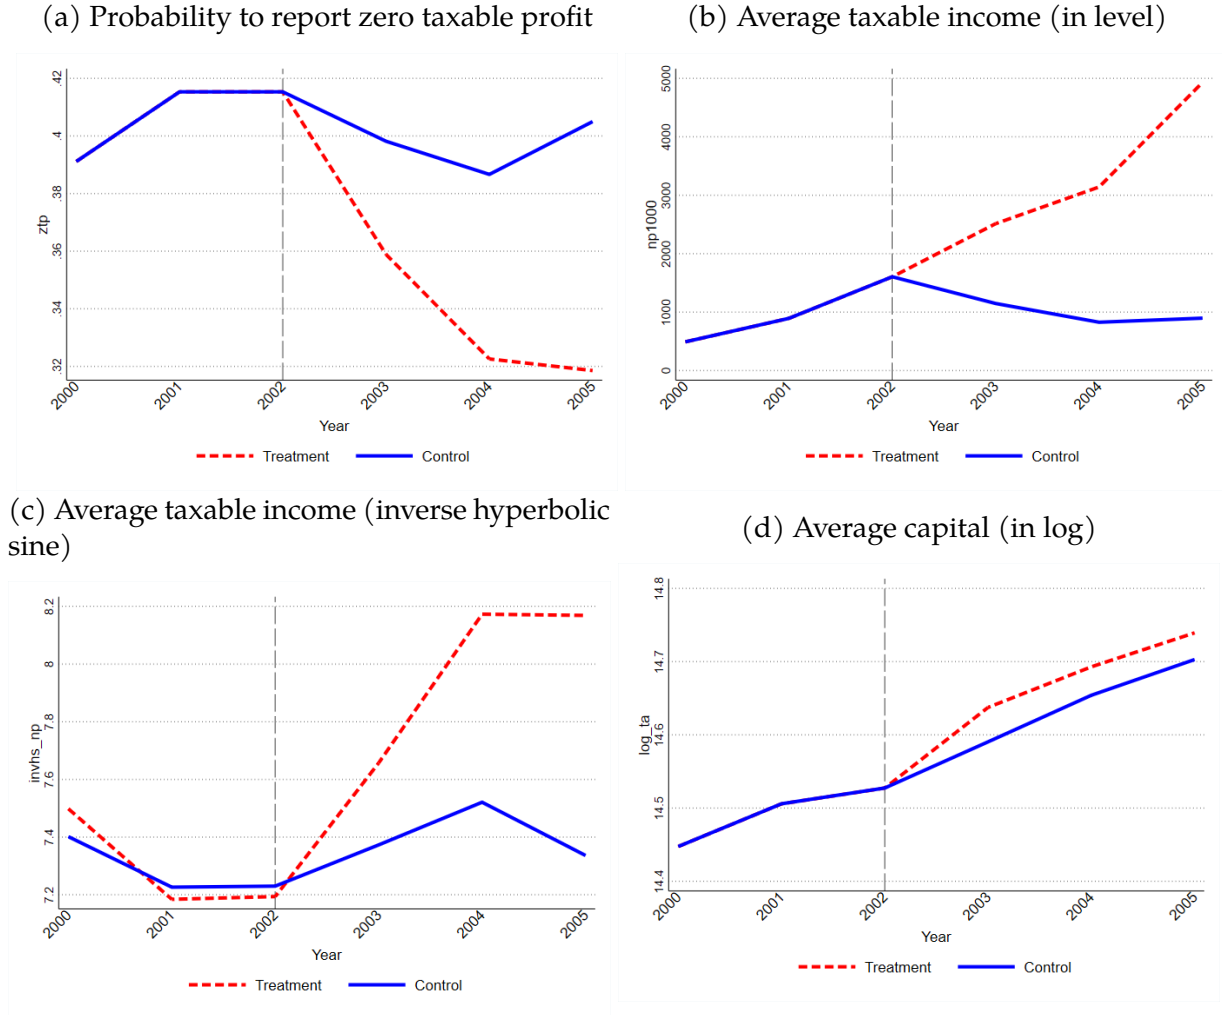 (a) Probability to report zero taxable profit
.42
.4
.38
.36
.34
.32
ztp
2000 2001 2002 2003 2004 2005
Year
Treatment Control
(b) Average taxable income (in level)
5000
4000
3000
2000
1000
0
np1000
2000 2001 2002 2003 2004 2005
Year
Treatment Control
(c) Average taxable income (inverse hyperbolic
sine)
8.2
8
7.8
7.6
7.4
7.2
invhs_np
2000 2001 2002 2003 2004 2005
Year
Treatment Control
(d) Average capital (in log)
14.8
14.7
14.6
14.5
14.4
log_ta
2000 2001 2002 2003 2004 2005
Year
Treatment Control